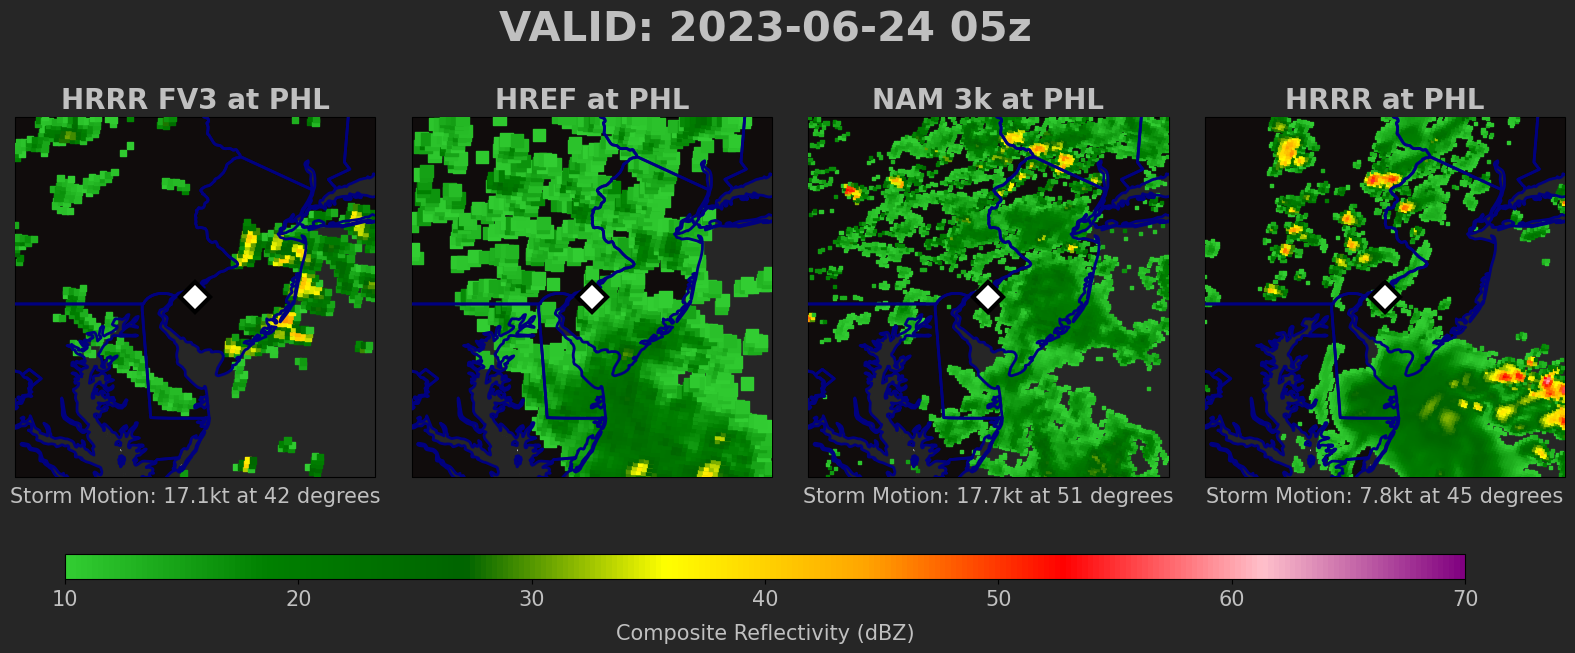 VALID: 2023-06-24 05z
HRRR FV3 at PHL
HREF at PHL
NAM 3k at PHL
HRRR at PHL
Storm Motion: 17.1kt at 42 degrees
Storm Motion: 17.7kt at 51 degrees
Storm Motion: 7.8kt at 45 degrees
10 20 30 40 50 60 70
Composite Reflectivity (dBZ)